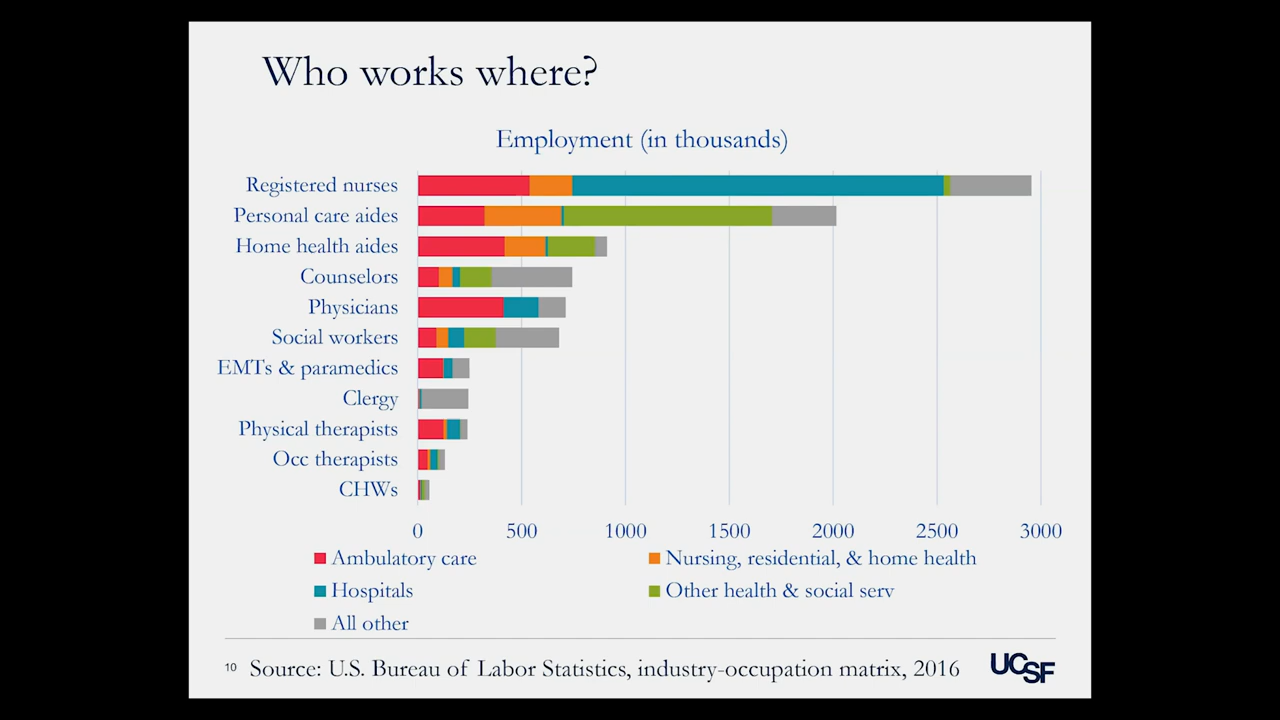 Who works where?
Employment (in thousands)
Registered nurses
Personal care aides
Home health aides
Counselors
Physicians
Social workers
EMTs & paramedics
Clergy
Physical therapists
Occ therapists
CHWs
0 500 1000 1500 2000 2500 3000
Ambulatory care
Nursing, residential, & home health
Hospitals
Other health & social serv
All other
10 Source: U.S. Bureau of Labor Statistics, industry-occupation matrix, 2016
UCSF